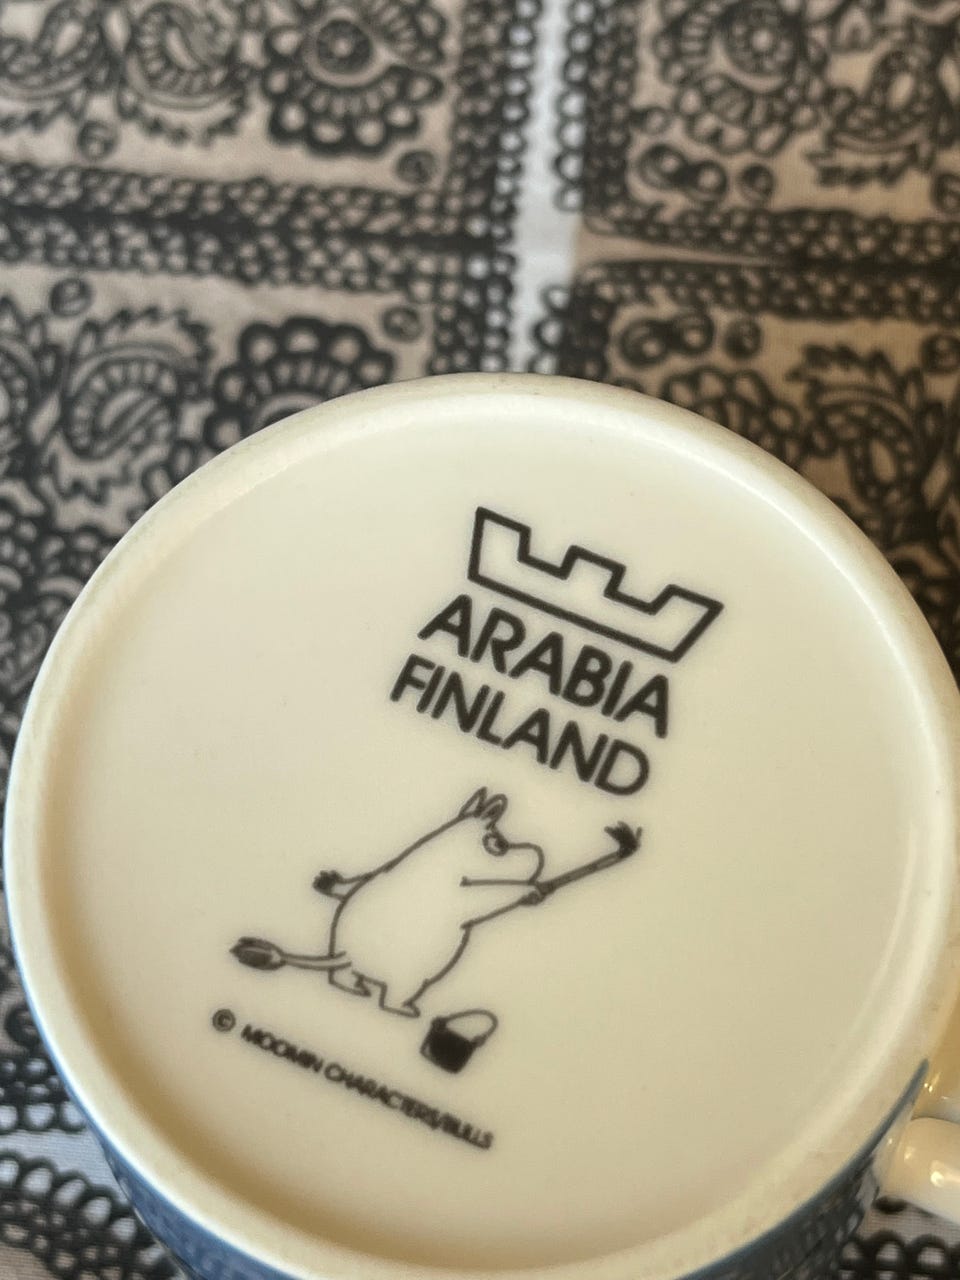 ARABIA
FINLAND
© MOOMIN CHARACTERS/BULLS